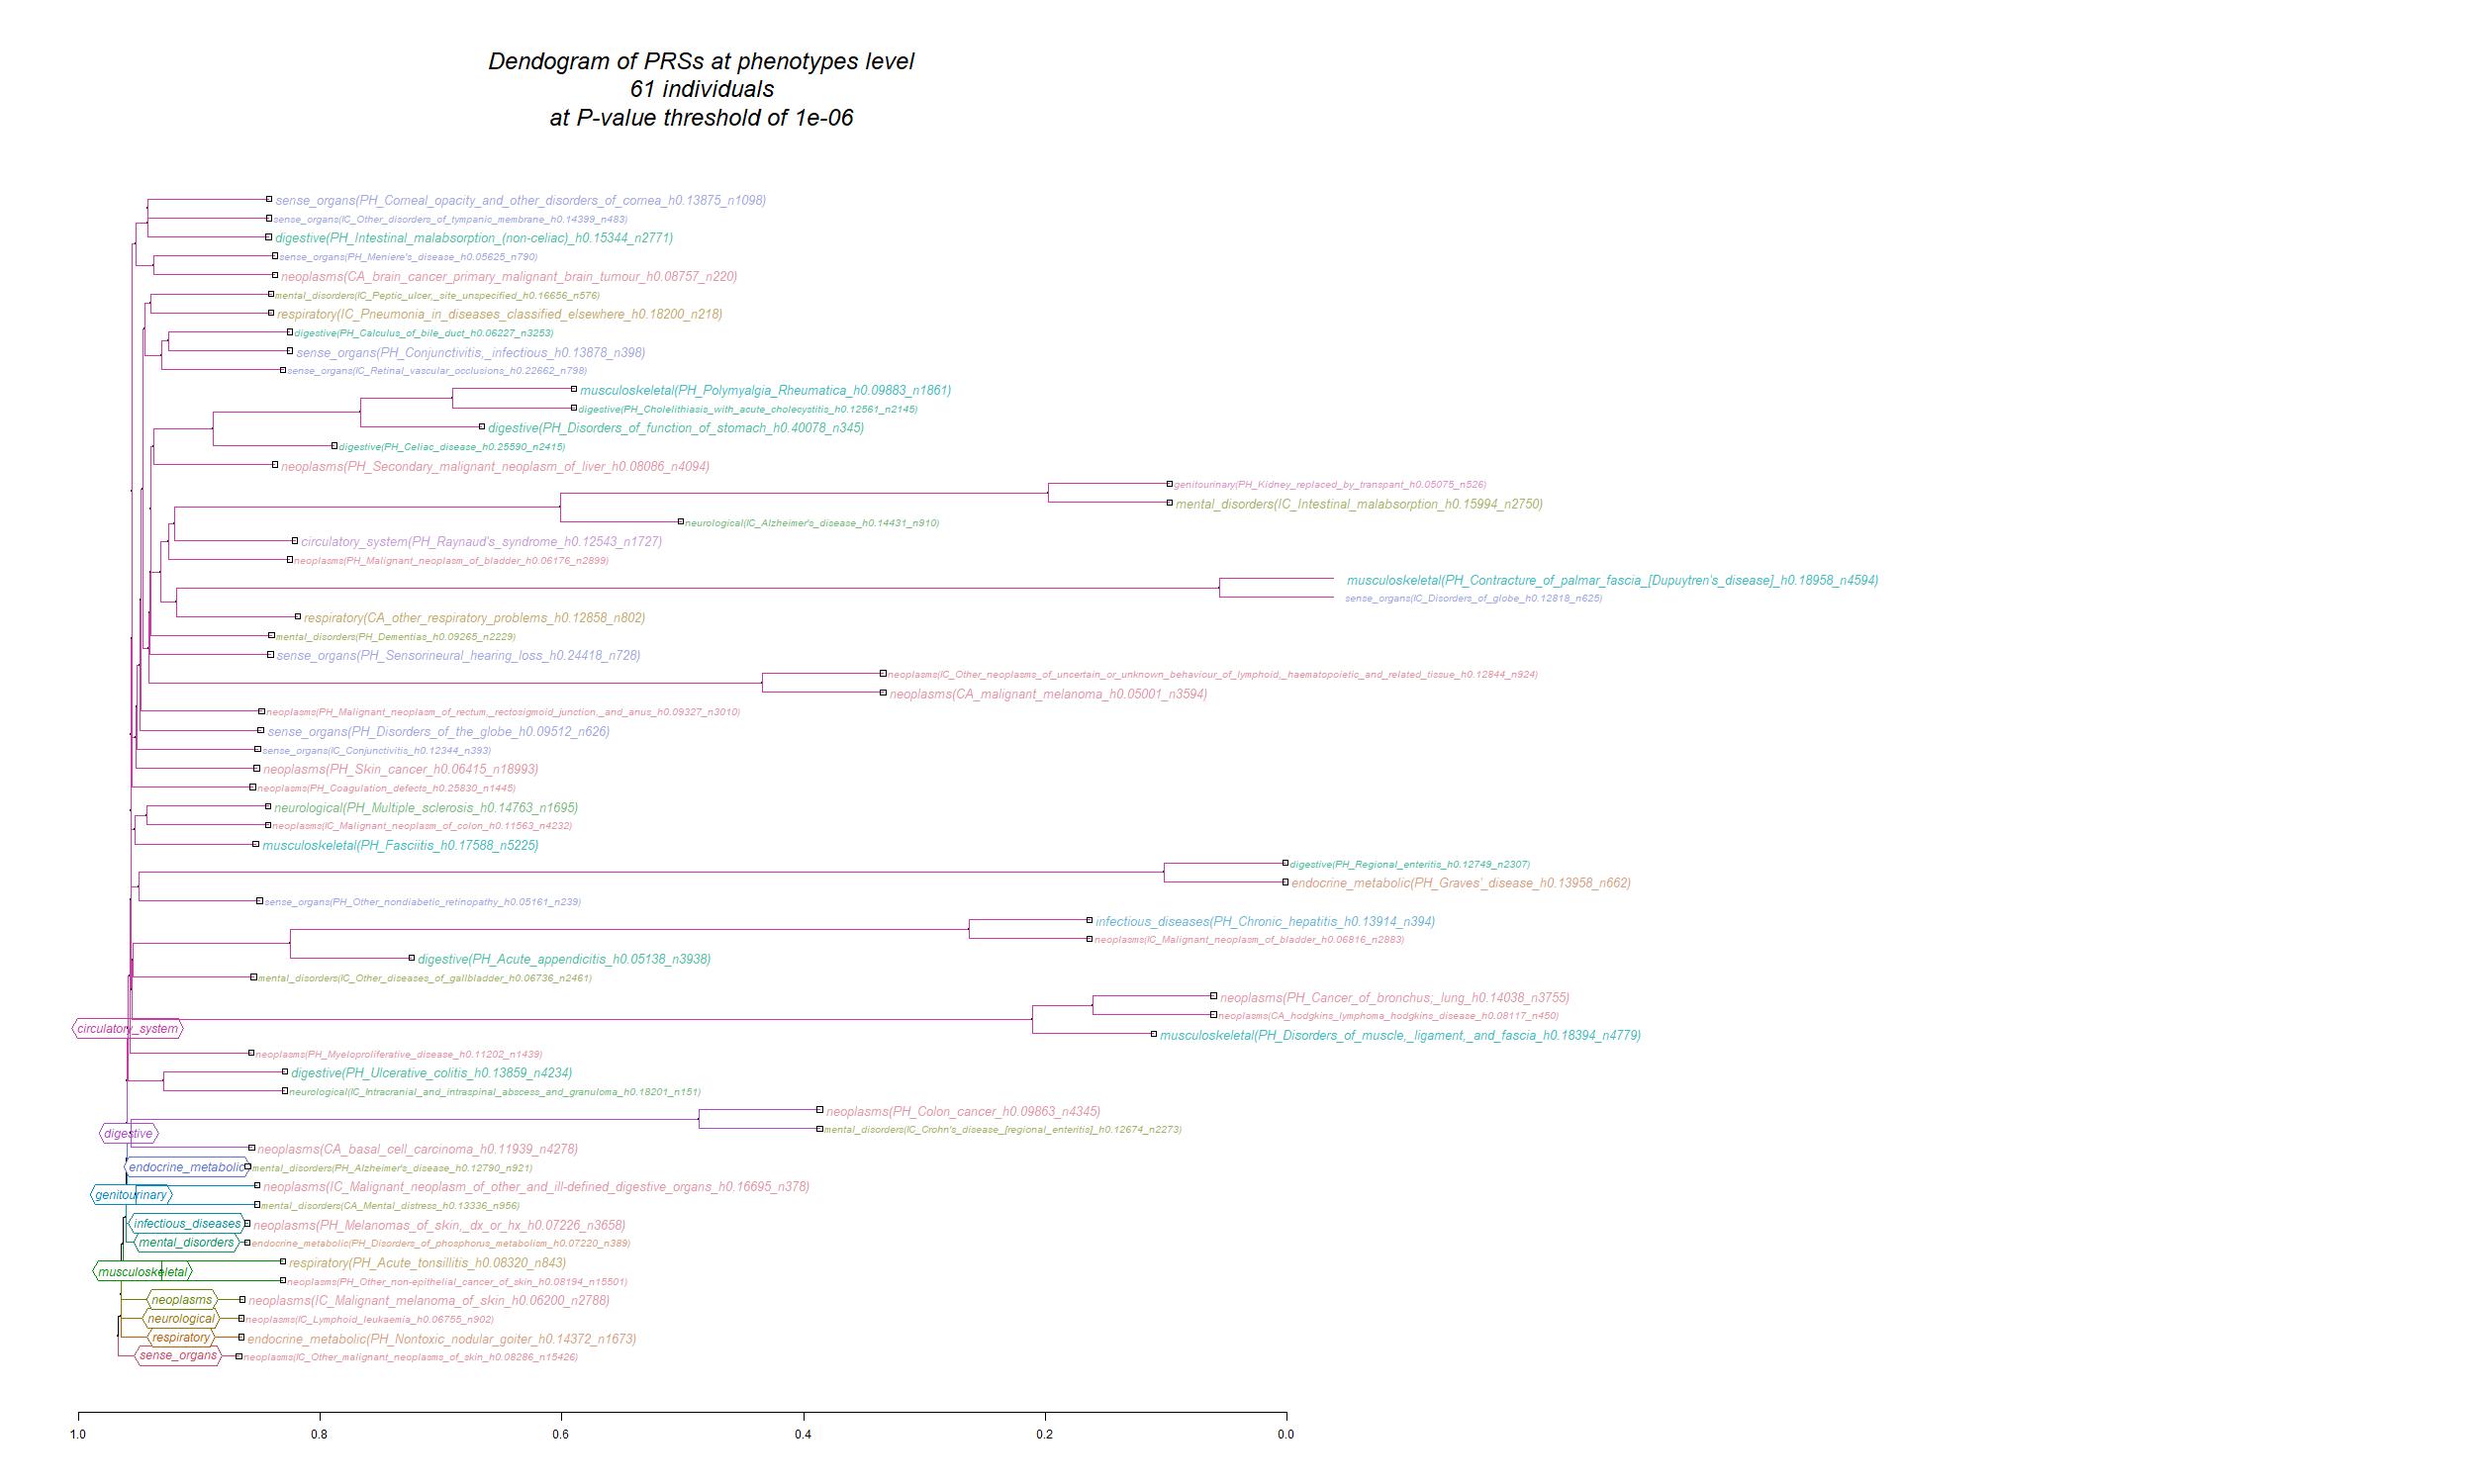 Dendogram of PRSs at phenotypes level
61 individuals
at P-value threshold of 1e-06
sense_organs(PH_Corneal_opacity_and_other_disorders_of_cornea_h0.13875_n1098)
sense_organs(IC_Other_disorders_of_tympanic_membrane_h0.14399_n483)
digestive(PH_Intestinal_malabsorption_(non-celiac)_h0.15344_n2771)
sense_organs(PH_Meniere's_disease_h0.05625_n790)
neoplasms(CA_brain_cancer_primary_malignant_brain_tumour_h0.08757_n220)
mental_disorders(IC_Peptic_ulcer,_site_unspecified_h0.16656_n576)
respiratory(IC_Pneumonia_in_diseases_classified_elsewhere_h0.18200_n218)
digestive(PH_Calculus_of_bile_duct_h0.06227_n3253)
sense_organs(PH_Conjunctivitis,_infectious_h0.13878_n398)
sense_organs(IC_Retinal_vascular_occlusions_h0.22662_n798)
musculoskeletal(PH_Polymyalgia_Rheumatica_h0.09883_n1861)
digestive(PH_Cholelithiasis_with_acute_cholecystitis_h0.12561_n2145)
digestive(PH_Disorders_of_function_of_stomach_h0.40078_n345)
digestive(PH_Celiac_disease_h0.25590_n2415)
neoplasms(PH_Secondary_malignant_neoplasm_of_liver_h0.08086_n4094)
genitourinary(PH_Kidney_replaced_by_transpant_h0.05075_n526)
mental_disorders(IC_Intestinal_malabsorption_h0.15994_n2750)
neurological(IC_Alzheimer's_disease_h0.14431_n910)
circulatory_system(PH_Raynaud's_syndrome_h0.12543_n1727)
neoplasms(PH_Malignant_neoplasm_of_bladder_h0.06176_n2899)
musculoskeletal(PH_Contracture_of_palmar_fascia_[Dupuytren's_disease]_h0.18958_n4594)
sense_organs(IC_Disorders_of_globe_h0.12818_n625)
respiratory(CA_other_respiratory_problems_h0.12858_n802)
mental_disorders(PH_Dementias_h0.09265_n2229)
sense_organs(PH_Sensorineural_hearing_loss_h0.24418_n728)
neoplasms(IC_Other_neoplasms_of_uncertain_or_unknown_behaviour_of_lymphoid,_haematopoietic_and_related_tissue_h0.12844_n924)
neoplasms(CA_malignant_melanoma_h0.05001_n3594)
neoplasms(PH_Malignant_neoplasm_of_rectum,_rectosigmoid_junction,_and_anus_h0.09327_n3010)
sense_organs(PH_Disorders_of_the_globe_h0.09512_n626)
sense_organs(IC_Conjunctivitis_h0.12344_n393)
neoplasms(PH_Skin_cancer_h0.06415_n18993)
neoplasms(PH_Coagulation_defects_h0.25830_n1445)
neurological(PH_Multiple_sclerosis_h0.14763_n1695)
neoplasms(IC_Malignant_neoplasm_of_colon_h0.11563_n4232)
musculoskeletal(PH_Fasciitis_h0.17588_n5225)
digestive(PH_Regional_enteritis_h0.12749_n2307)
endocrine_metabolic(PH_Graves'_disease_h0.13958_n662)
sense_organs(PH_Other_nondiabetic_retinopathy_h0.05161_n239)
infectious_diseases(PH_Chronic_hepatitis_h0.13914_n394)
neoplasms(IC_Malignant_neoplasm_of_bladder_h0.06816_n2883)
digestive(PH_Acute_appendicitis_h0.05138_n3938)
mental_disorders(IC_Other_diseases_of_gallbladder_h0.06736_n2461)
neoplasms(PH_Cancer_of_bronchus;_lung_h0.14038_n3755)
neoplasms(CA_hodgkins_lymphoma_hodgkins_disease_h0.08117_n450)
circulatory_system
musculoskeletal(PH_Disorders_of_muscle,_ligament,_and_fascia_h0.18394_n4779)
neoplasms(PH_Myeloproliferative_disease_h0.11202_n1439)
digestive(PH_Ulcerative_colitis_h0.13859_n4234)
neurological(IC_Intracranial_and_intraspinal_abscess_and_granuloma_h0.18201_n151)
neoplasms(PH_Colon_cancer_h0.09863_n4345)
digestive
mental_disorders(IC_Crohn's_disease_[regional_enteritis]_h0.12674_n2273)
neoplasms(CA_basal_cell_carcinoma_h0.11939_n4278)
endocrine_metabolic
mental_disorders(PH_Alzheimer's_disease_h0.12790_n921)
neoplasms(IC_Malignant_neoplasm_of_other_and_ill-defined_digestive_organs_h0.16695_n378)
genitourinary
mental_disorders(CA_Mental_distress_h0.13336_n956)
infectious_diseases
neoplasms(PH_Melanomas_of_skin,_dx_or_hx_h0.07226_n3658)
mental_disorders
endocrine_metabolic(PH_Disorders_of_phosphorus_metabolism_h0.07220_n389)
respiratory(PH_Acute_tonsillitis_h0.08320_n843)
musculoskeletal
neoplasms(PH_Other_non-epithelial_cancer_of_skin_h0.08194_n15501)
neoplasms
neoplasms(IC_Malignant_melanoma_of_skin_h0.06200_n2788)
neurological
neoplasms(IC_Lymphoid_leukaemia_h0.06755_n902)
respiratory
endocrine_metabolic(PH_Nontoxic_nodular_goiter_h0.14372_n1673)
sense_organs
neoplasms(IC_Other_malignant_neoplasms_of_skin_h0.08286_n15426)
1.0 0.8 0.6 0.4 0.2 0.0